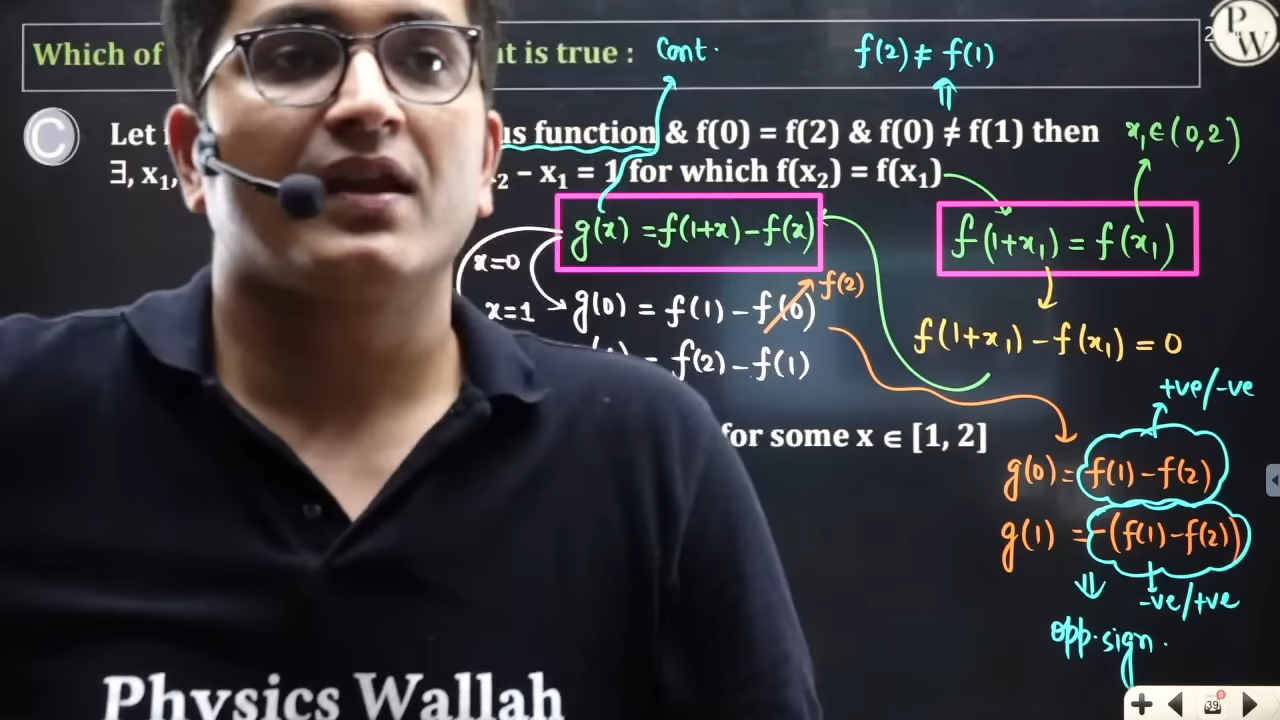 Which of
t is true : Cont. f(2) ≠ f(1)
P
W
2
C Let us function & f(0) = f(2) & f(0) ≠ f(1) then x₁ ∈ (0,2)
∃, x₁, ₂ – x₁ = 1 for which f(x₂) = f(x₁)
g(x) = f(1+x) – f(x)
f(1+x₁) = f(x₁)
x=0
x=1
g(0) = f(1) – f(0) f(2)
= f(2) – f(1)
f(1+x₁) – f(x₁) = 0
+ve/-ve
for some x ∈ [1, 2]
g(0) = f(1) – f(2)
g(1) = -(f(1) – f(2))
-ve/+ve
opp. sign.
Physics Wallah
39